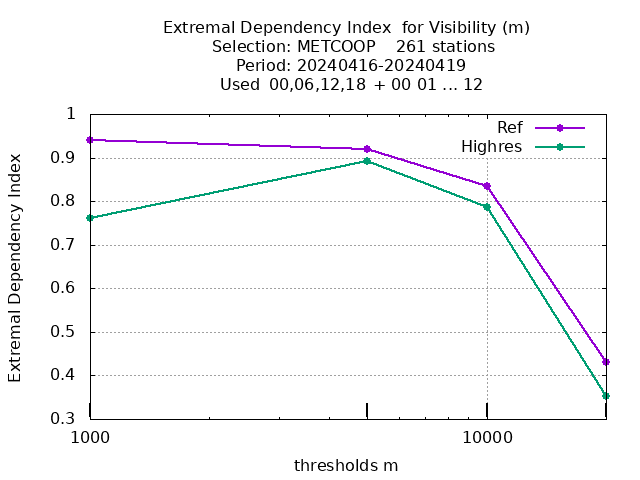 Extremal Dependency Index  for Visibility (m)
Selection: METCOOP    261 stations
Period: 20240416-20240419
Used  00,06,12,18 + 00 01 ... 12
Ref
Highres
1
0.9
0.8
0.7
0.6
0.5
0.4
0.3
Extremal Dependency Index
1000
10000
thresholds m